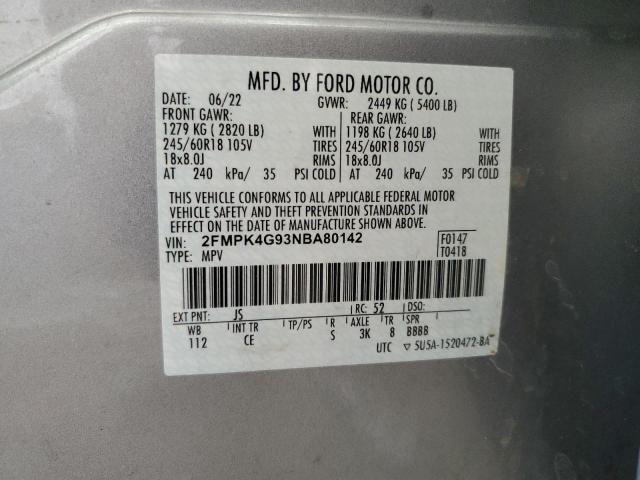 MFD. BY FORD MOTOR CO.
DATE: 06/22 GVWR: 2449 KG ( 5400 LB)
FRONT GAWR: REAR GAWR:
1279 KG ( 2820 LB) WITH 1198 KG ( 2640 LB) WITH
245/60R18 105V TIRES 245/60R18 105V TIRES
18x8.0J RIMS 18x8.0J RIMS
AT 240 kPa/ 35 PSI COLD AT 240 kPa/ 35 PSI COLD
THIS VEHICLE CONFORMS TO ALL APPLICABLE FEDERAL MOTOR
VEHICLE SAFETY AND THEFT PREVENTION STANDARDS IN
EFFECT ON THE DATE OF MANUFACTURE SHOWN ABOVE.
VIN: 2FMPK4G93NBA80142 F0147
TYPE: MPV T0418
EXT PNT: JS RC: 52 DSO:
WB INT TR TP/PS R AXLE TR SPR
112 CE S 3K 8 BBBB
UTC ▽ 5U5A-1520472-BA